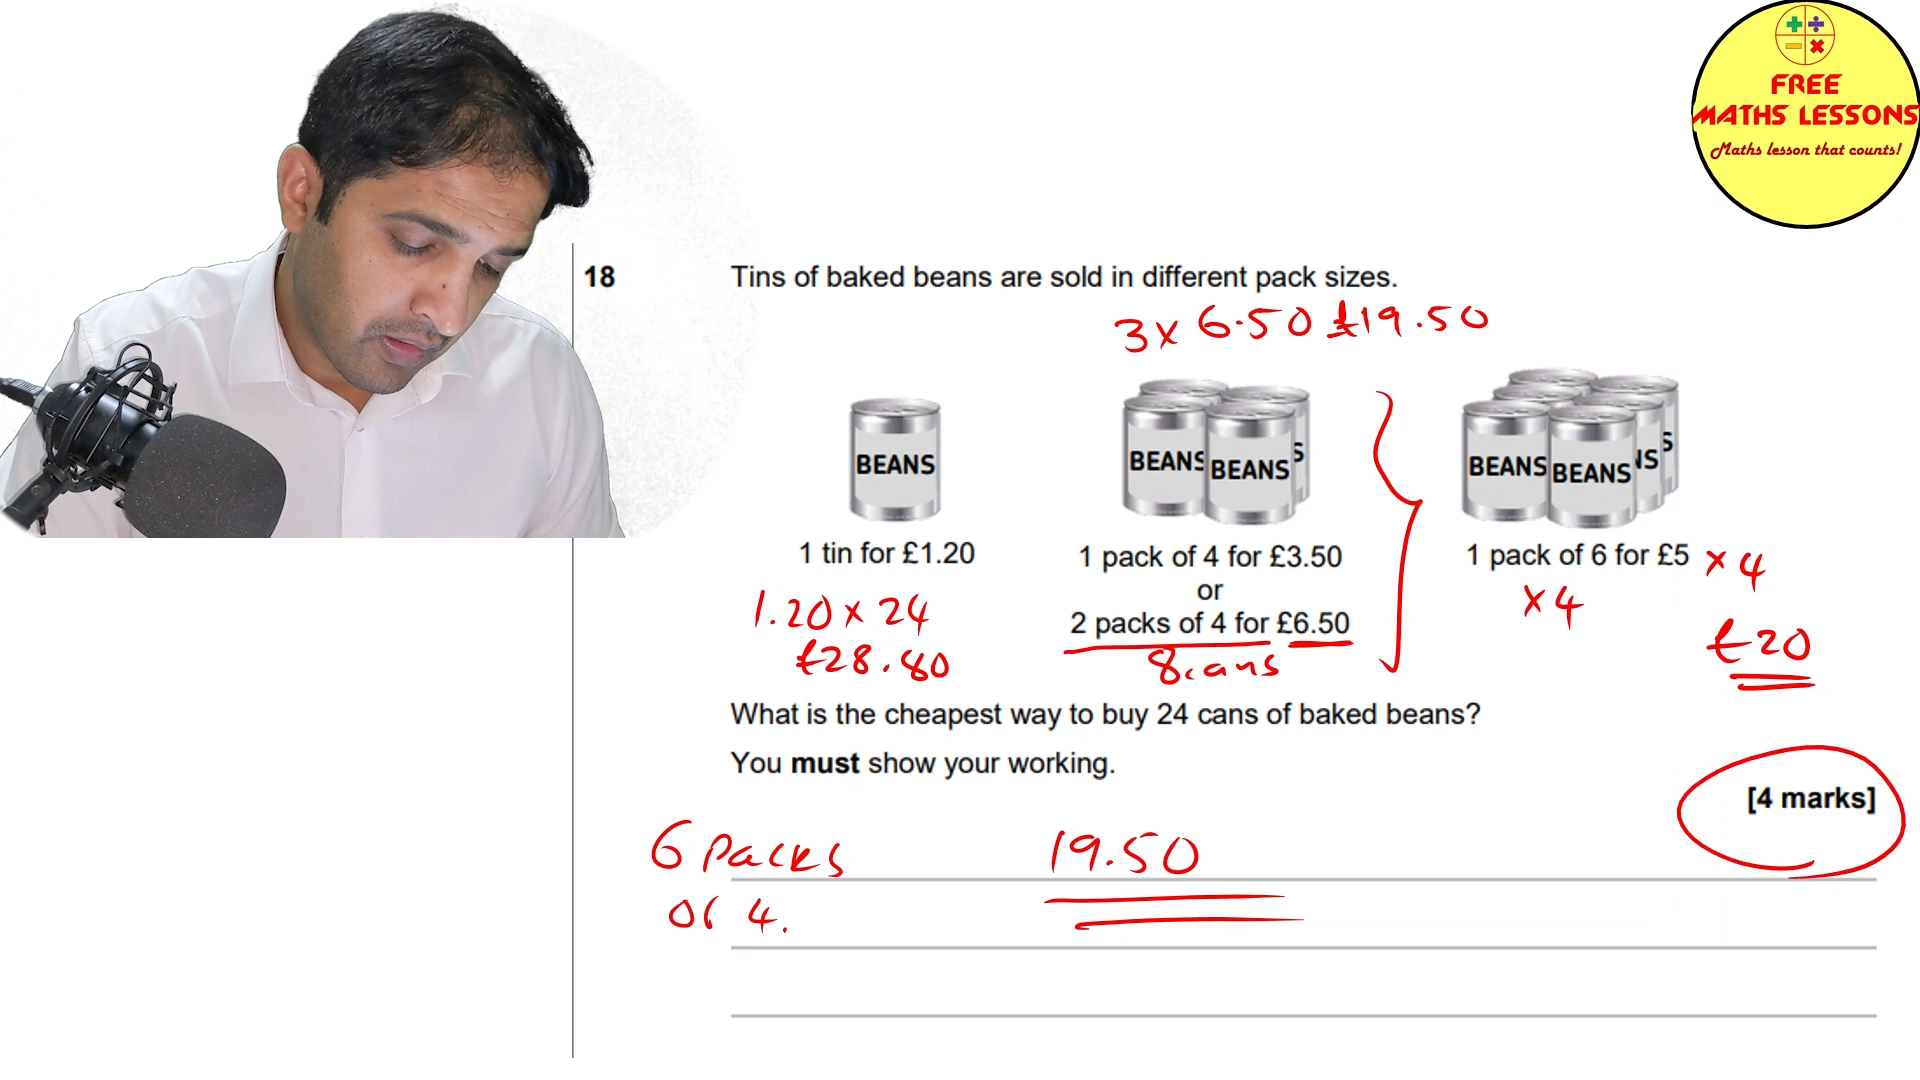 FREE
MATHS LESSONS
Maths lesson that counts!
18 Tins of baked beans are sold in different pack sizes.
3 x 6.50 £19.50
BEANS
BEANS BEANS S
BEANS BEANS NS S
1 tin for £1.20
1 pack of 4 for £3.50
or
2 packs of 4 for £6.50
1 pack of 6 for £5 x 4
x 4
1.20 x 24
£28.80
8cans
£20
What is the cheapest way to buy 24 cans of baked beans?
You must show your working.
[4 marks]
6 Packs 19.50
of 4.